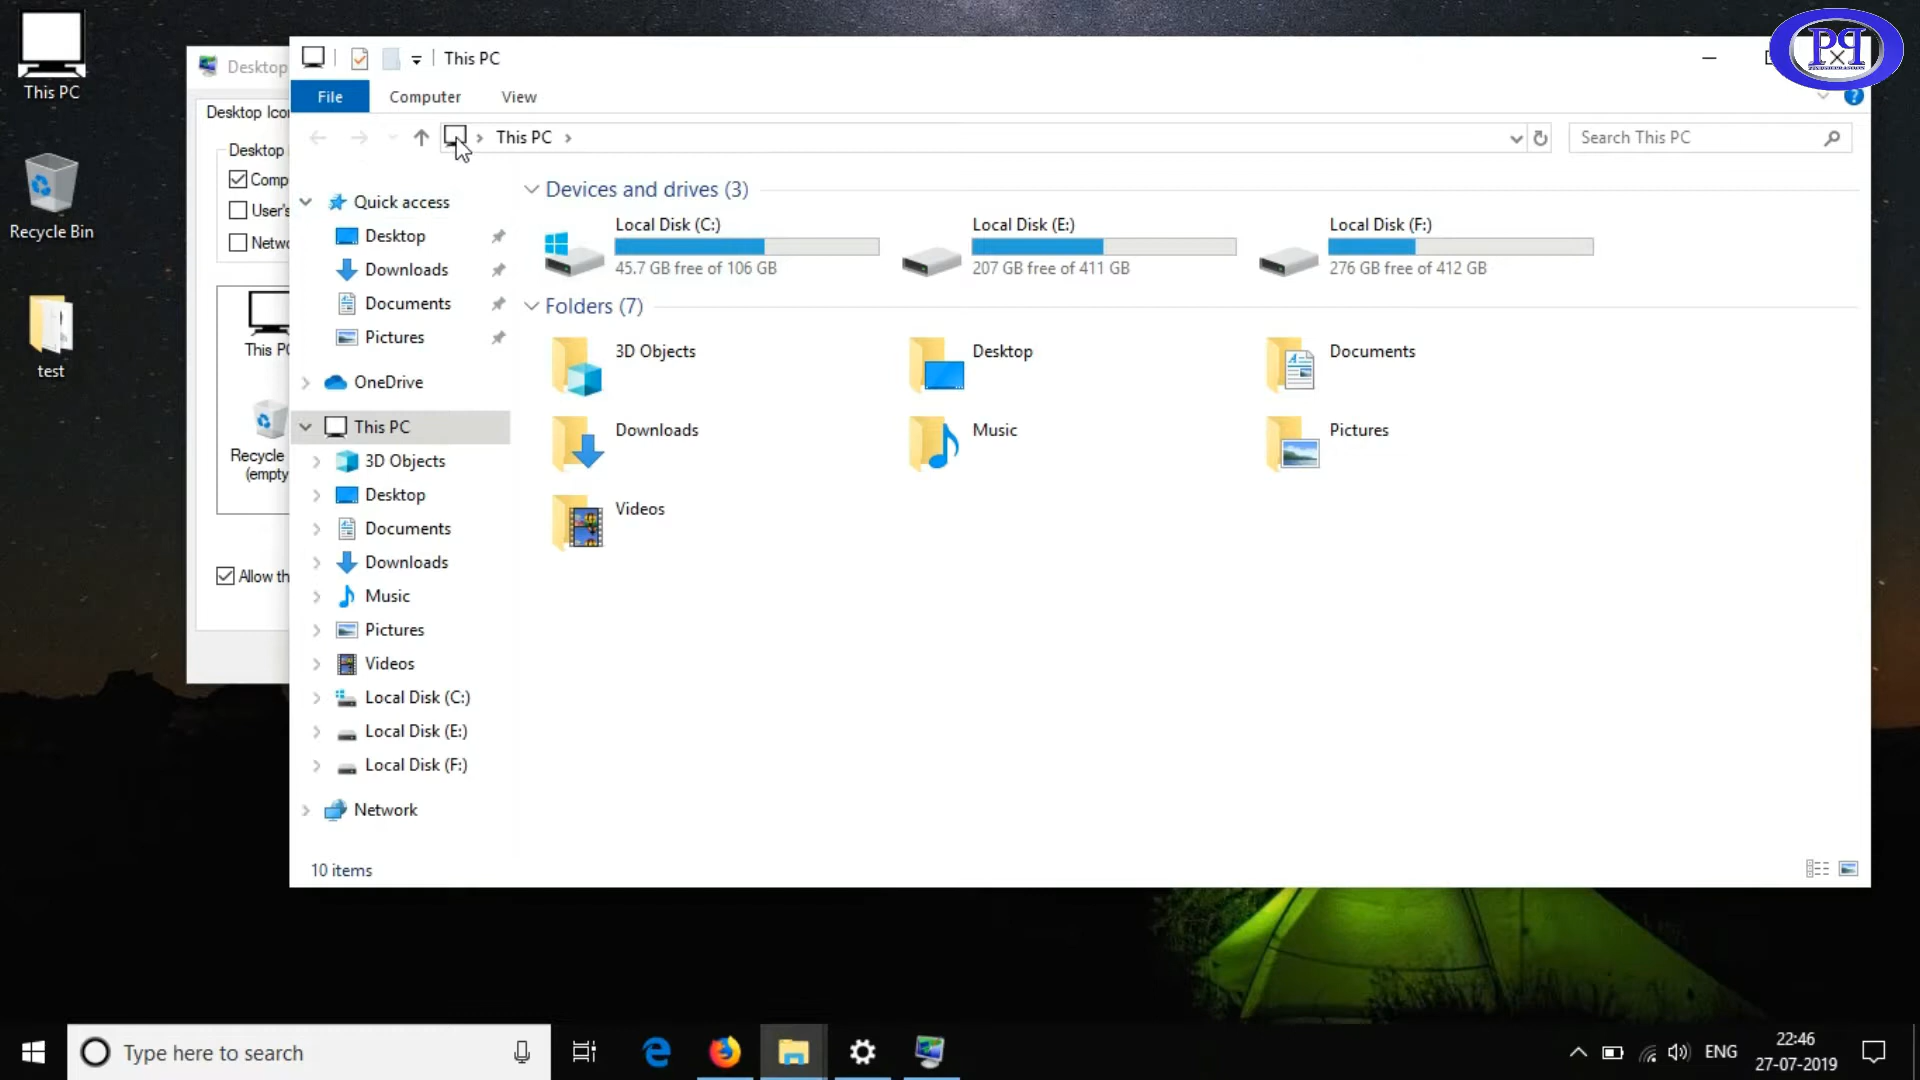 This PC
Recycle Bin
test
Desktop
Desktop Ico
Desktop
Comp
User's
Netwo
This PC
Recycle
(empty
Allow th
This PC
File
Computer
View
This PC
Search This PC
Quick access
Desktop
Downloads
Documents
Pictures
OneDrive
This PC
3D Objects
Desktop
Documents
Downloads
Music
Pictures
Videos
Local Disk (C:)
Local Disk (E:)
Local Disk (F:)
Network
Devices and drives (3)
Local Disk (C:)
45.7 GB free of 106 GB
Local Disk (E:)
207 GB free of 411 GB
Local Disk (F:)
276 GB free of 412 GB
Folders (7)
3D Objects
Desktop
Documents
Downloads
Music
Pictures
Videos
10 items
Type here to search
ENG
22:46
27-07-2019